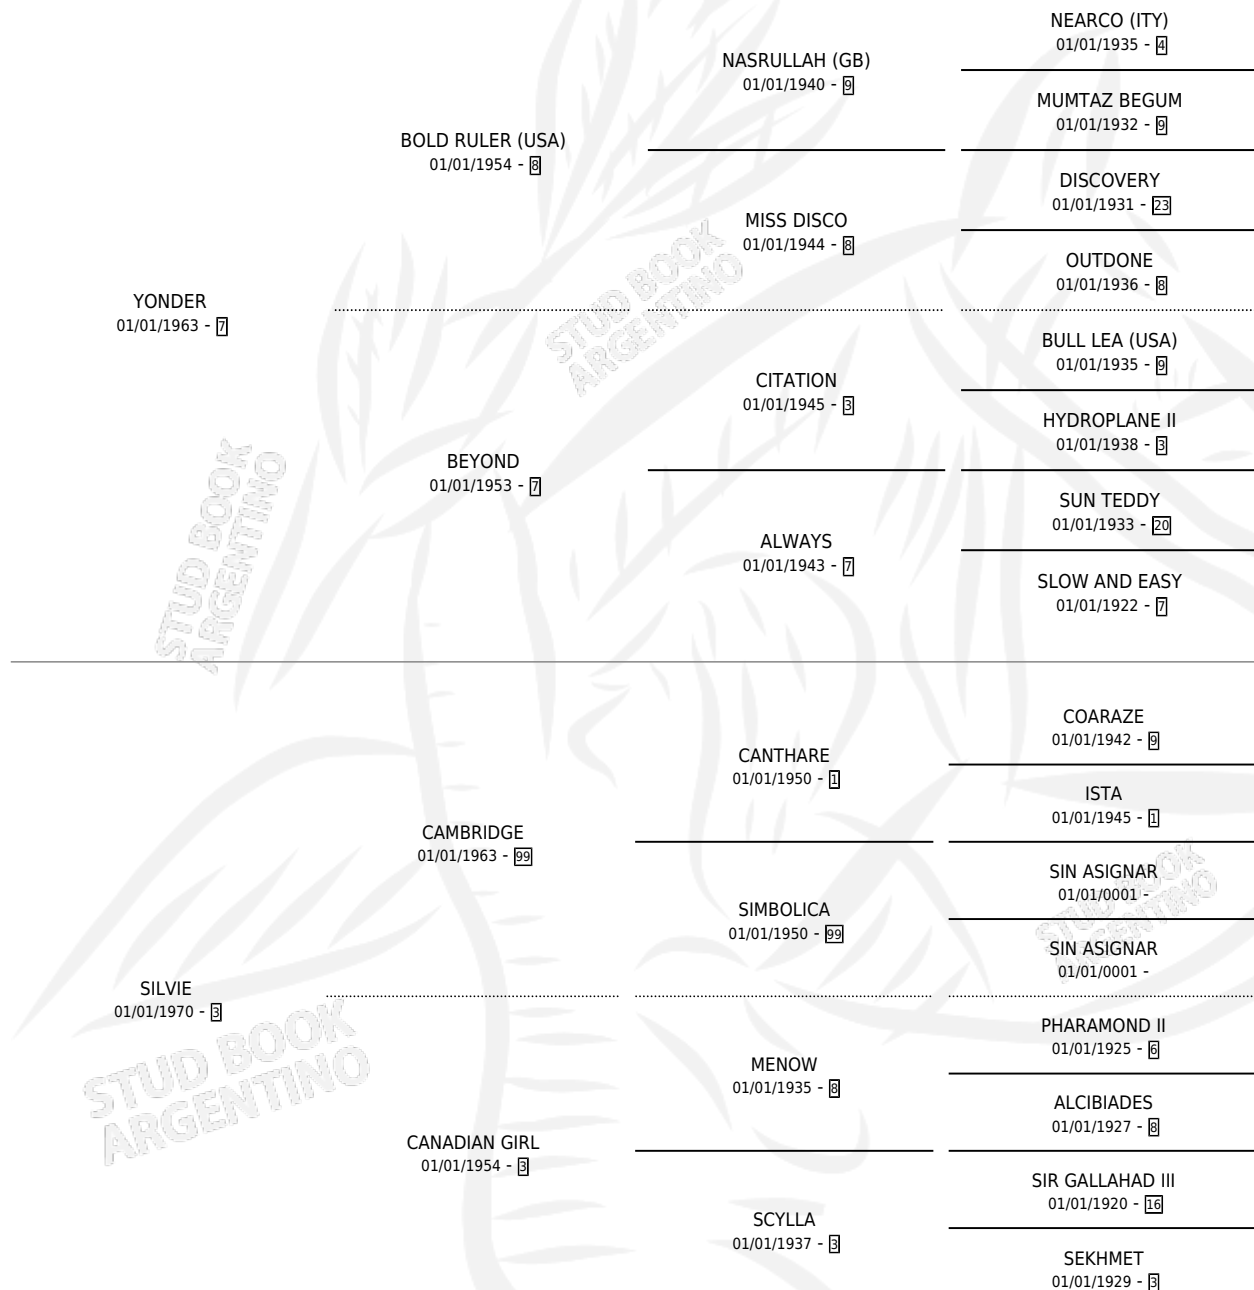 YONDER
01/01/1963 - 7
BOLD RULER (USA)
01/01/1954 - 8
BEYOND
01/01/1953 - 7
NASRULLAH (GB)
01/01/1940 - 9
MISS DISCO
01/01/1944 - 8
CITATION
01/01/1945 - 3
ALWAYS
01/01/1943 - 7
NEARCO (ITY)
01/01/1935 - 4
MUMTAZ BEGUM
01/01/1932 - 9
DISCOVERY
01/01/1931 - 23
OUTDONE
01/01/1936 - 8
BULL LEA (USA)
01/01/1935 - 9
HYDROPLANE II
01/01/1938 - 3
SUN TEDDY
01/01/1933 - 20
SLOW AND EASY
01/01/1922 - 7
SILVIE
01/01/1970 - 3
CAMBRIDGE
01/01/1963 - 99
CANADIAN GIRL
01/01/1954 - 3
CANTHARE
01/01/1950 - 1
SIMBOLICA
01/01/1950 - 99
MENOW
01/01/1935 - 8
SCYLLA
01/01/1937 - 3
COARAZE
01/01/1942 - 9
ISTA
01/01/1945 - 1
SIN ASIGNAR
01/01/0001 -
SIN ASIGNAR
01/01/0001 -
PHARAMOND II
01/01/1925 - 6
ALCIBIADES
01/01/1927 - 8
SIR GALLAHAD III
01/01/1920 - 16
SEKHMET
01/01/1929 - 3
STUD BOOK
ARGENTINO
STUD BOOK
ARGENTINO
STUD BOOK
ARGENTINO
STUD BOOK
ARGENTINO